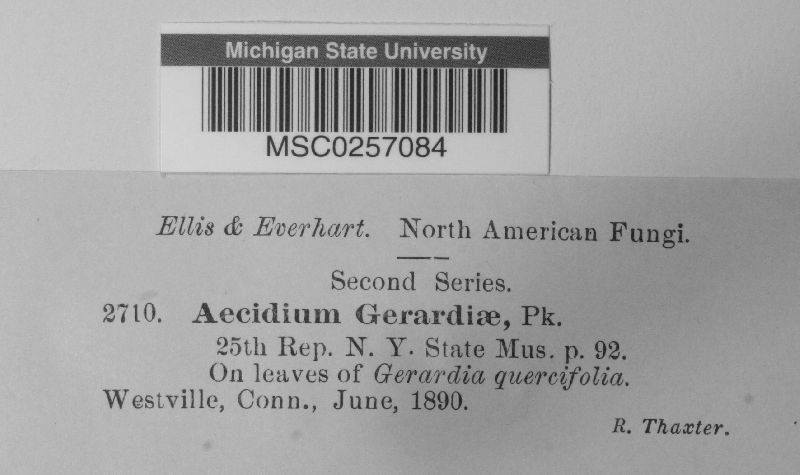 Michigan State University
MSC0257084
Ellis & Everhart. North American Fungi.
Second Series.
2710. Aecidium Gerardiæ, Pk.
25th Rep. N. Y. State Mus. p. 92.
On leaves of Gerardia quercifolia.
Westville, Conn., June, 1890.
R. Thaxter.